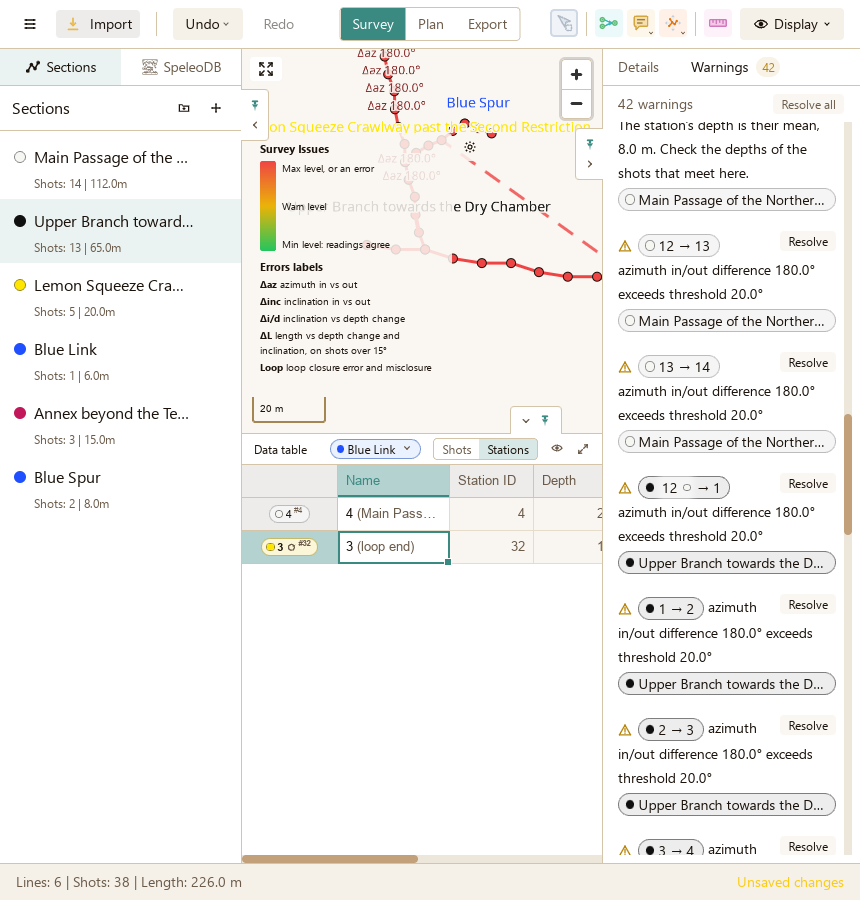 Import
Undo
Redo
Survey
Plan
Export
Display
Sections
SpeleoDB
Details
Warnings 42
Sections
42 warnings
Resolve all
Main Passage of the ...
Shots: 14 | 112.0m
Upper Branch toward...
Shots: 13 | 65.0m
Lemon Squeeze Cra...
Shots: 5 | 20.0m
Blue Link
Shots: 1 | 6.0m
Annex beyond the Te...
Shots: 3 | 15.0m
Blue Spur
Shots: 2 | 8.0m
Δaz 180.0°
Δaz 180.0°
Δaz 180.0°
Δaz 180.0°
Blue Spur
on Squeeze Crawlway past the Second Restriction
Δaz 180.0°
Δaz 180.0°
Branch towards the Dry Chamber
Survey Issues
Max level, or an error
Warn level
Min level: readings agree
Errors labels
Δaz azimuth in vs out
Δinc inclination in vs out
Δi/d inclination vs depth change
ΔL length vs depth change and
inclination, on shots over 15°
Loop loop closure error and misclosure
20 m
+
−
Data table
Blue Link
Shots
Stations
Name
Station ID
Depth
4 #4
4 (Main Pass...
4
2
3 #32
3 (loop end)
32
1
The station's depth is their mean,
8.0 m. Check the depths of the
shots that meet here.
Main Passage of the Norther...
12 → 13
Resolve
azimuth in/out difference 180.0°
exceeds threshold 20.0°
Main Passage of the Norther...
13 → 14
Resolve
azimuth in/out difference 180.0°
exceeds threshold 20.0°
Main Passage of the Norther...
12 → 1
Resolve
azimuth in/out difference 180.0°
exceeds threshold 20.0°
Upper Branch towards the D...
1 → 2 azimuth
Resolve
in/out difference 180.0° exceeds
threshold 20.0°
Upper Branch towards the D...
2 → 3 azimuth
Resolve
in/out difference 180.0° exceeds
threshold 20.0°
Upper Branch towards the D...
3 → 4 azimuth
Resolve
Lines: 6 | Shots: 38 | Length: 226.0 m
Unsaved changes